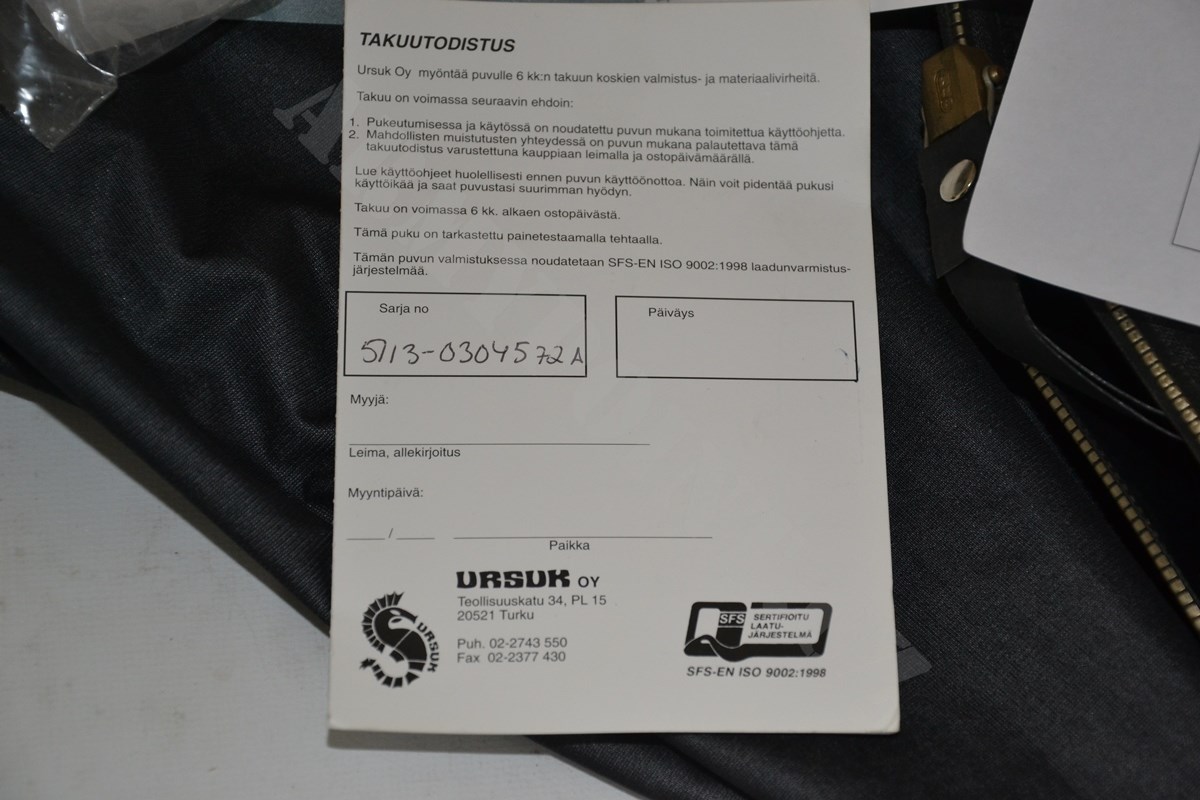 TAKUUTODISTUS
Ursuk Oy myöntää puvulle 6 kk:n takuun koskien valmistus- ja materiaalivirheitä.
Takuu on voimassa seuraavin ehdoin:
1. Pukeutumisessa ja käytössä on noudatettu puvun mukana toimitettua käyttöohjetta.
2. Mahdollisten muistutusten yhteydessä on puvun mukana palautettava tämä
takuutodistus varustettuna kauppiaan leimalla ja ostopäivämäärällä.
Lue käyttöohjeet huolellisesti ennen puvun käyttöönottoa. Näin voit pidentää pukusi
käyttöikää ja saat puvustasi suurimman hyödyn.
Takuu on voimassa 6 kk. alkaen ostopäivästä.
Tämä puku on tarkastettu painetestaamalla tehtaalla.
Tämän puvun valmistuksessa noudatetaan SFS-EN ISO 9002:1998 laadunvarmistus-
järjestelmää.
Sarja no
5713-0304572A
Päiväys
Myyjä:
Leima, allekirjoitus
Myyntipäivä:
/
Paikka
URSUK OY
Teollisuuskatu 34, PL 15
20521 Turku
Puh. 02-2743 550
Fax 02-2377 430
URSUK
SFS
SERTIFIOITU
LAATU-
JÄRJESTELMÄ
SFS-EN ISO 9002:1998